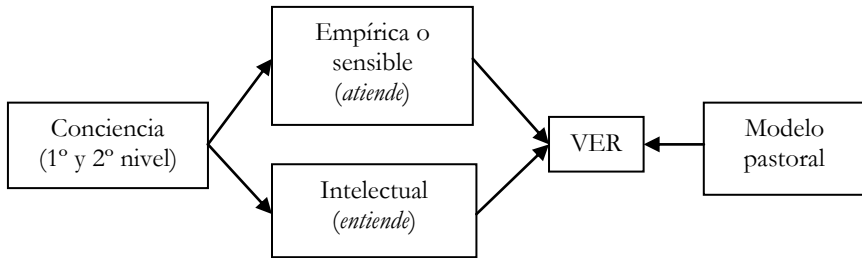 Conciencia
(1º y 2º nivel)
Empírica o
sensible
(atiende)
Intelectual
(entiende)
VER
Modelo
pastoral